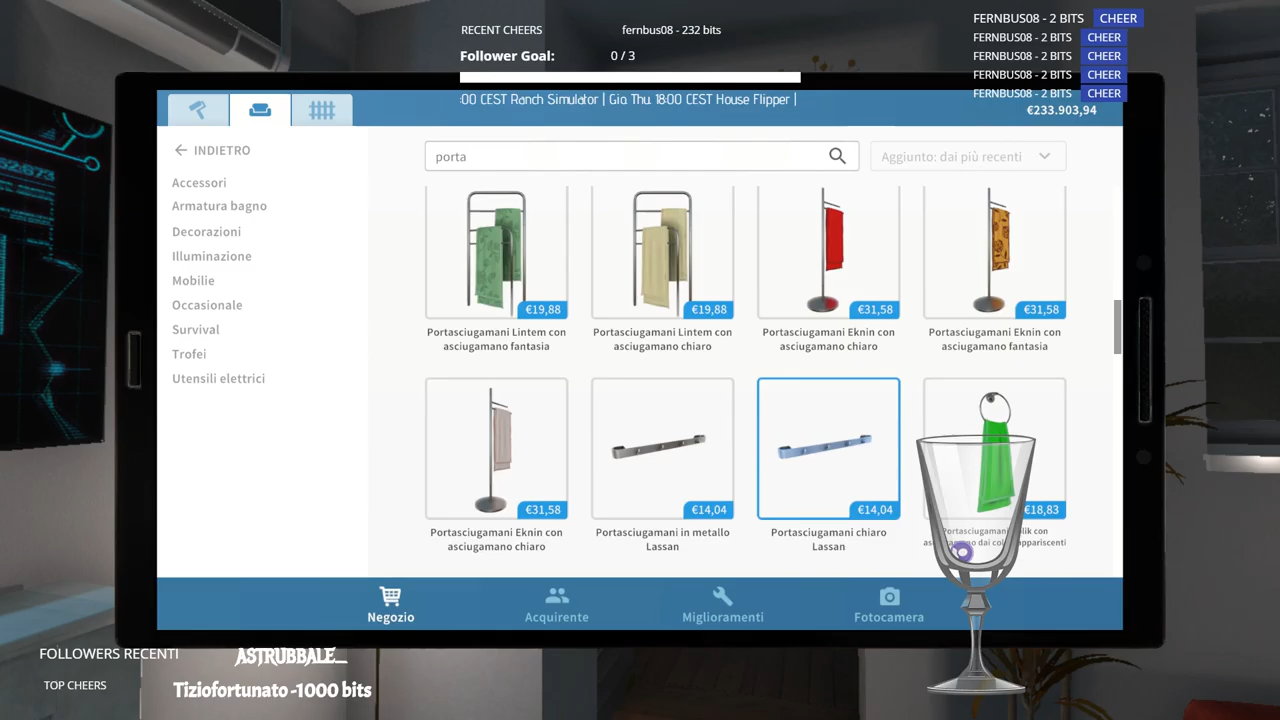 RECENT CHEERS
fernbus08 - 232 bits
Follower Goal:
0 / 3
FERNBUS08 - 2 BITS CHEER
FERNBUS08 - 2 BITS CHEER
FERNBUS08 - 2 BITS CHEER
FERNBUS08 - 2 BITS CHEER
FERNBUS08 - 2 BITS CHEER
:00 CEST Ranch Simulator | Gio. Thu. 18:00 CEST House Flipper |
€233.903,94
INDIETRO
Accessori
Armatura bagno
Decorazioni
Illuminazione
Mobilie
Occasionale
Survival
Trofei
Utensili elettrici
porta
Aggiunto: dai più recenti
€19,88
€19,88
€31,58
€31,58
Portasciugamani Lintem con
asciugamano fantasia
Portasciugamani Lintem con
asciugamano chiaro
Portasciugamani Eknin con
asciugamano chiaro
Portasciugamani Eknin con
asciugamano fantasia
€31,58
€14,04
€14,04
€18,83
Portasciugamani Eknin con
asciugamano chiaro
Portasciugamani in metallo
Lassan
Portasciugamani chiaro
Lassan
Portasciugamani con
dai colori appariscenti
Negozio
Acquirente
Miglioramenti
Fotocamera
FOLLOWERS RECENTI
ASTRUBBALE_
TOP CHEERS
Tiziofortunato -1000 bits